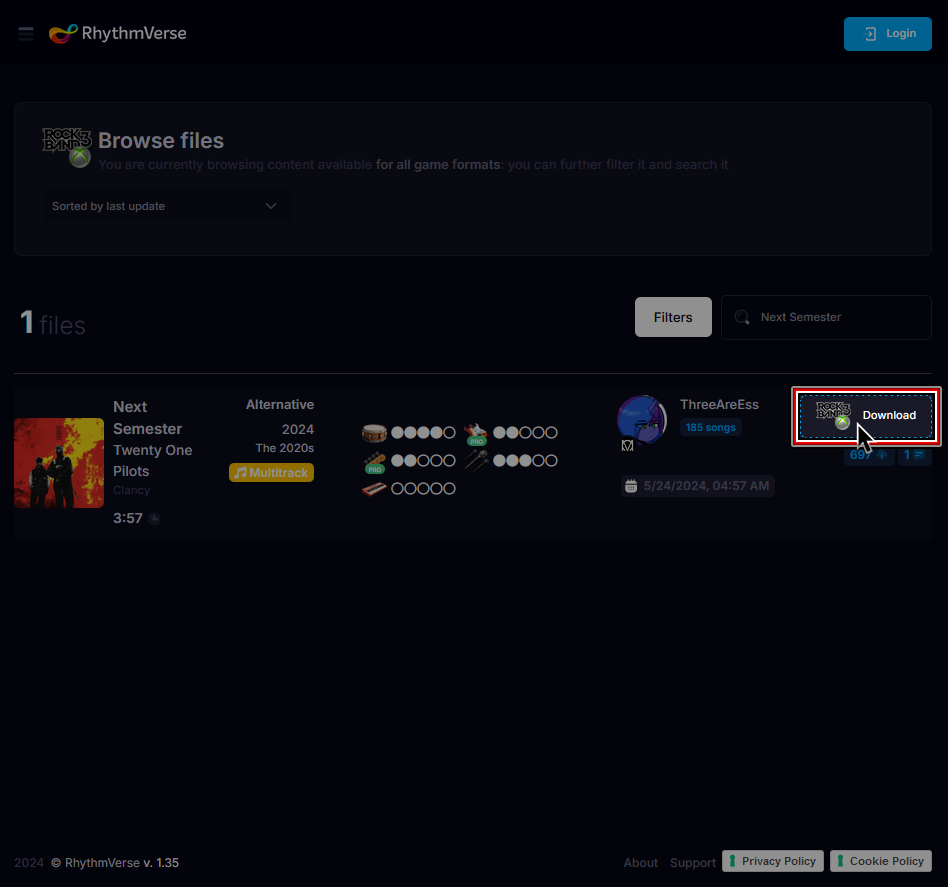 RhythmVerse
Login
ROCK BAND 3
Browse files
You are currently browsing content available for all game formats: you can further filter it and search it
Sorted by last update
1 files
Filters
Next Semester
Next
Semester
Twenty One
Pilots
Clancy
3:57
Alternative
2024
The 2020s
Multitrack
PRO
PRO
ThreeAreEss
185 songs
5/24/2024, 04:57 AM
ROCK BAND 3
Download
697
1
2024 © RhythmVerse v. 1.35
About
Support
Privacy Policy
Cookie Policy